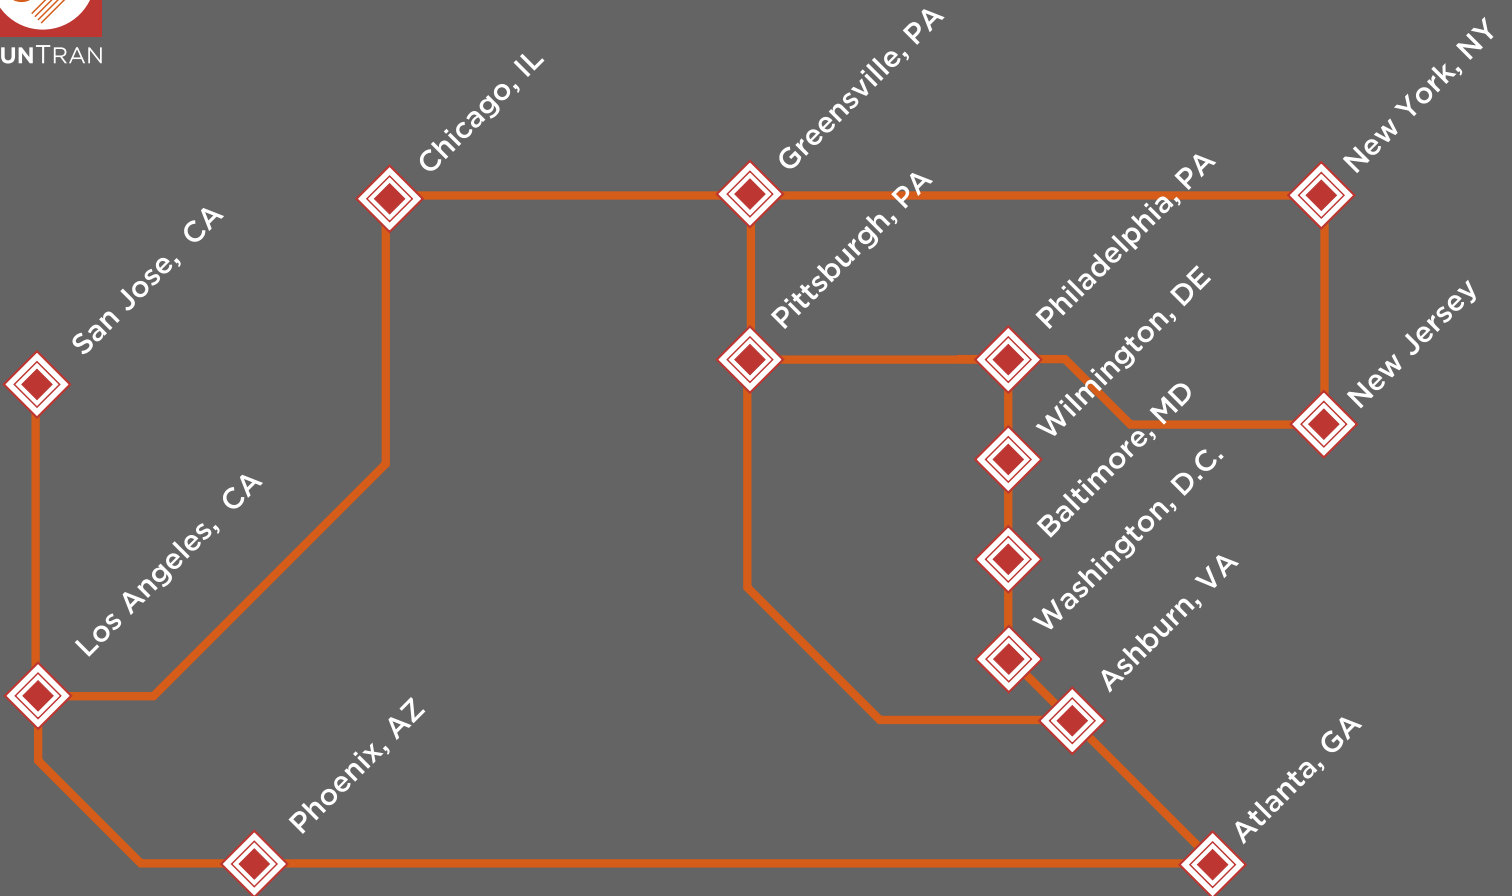 UNTRAN
Chicago, IL
Greensville, PA
New York, NY
San Jose, CA
Pittsburgh, PA
Philadelphia, PA
Wilmington, DE
New Jersey
Baltimore, MD
Los Angeles, CA
Washington, D.C.
Ashburn, VA
Phoenix, AZ
Atlanta, GA